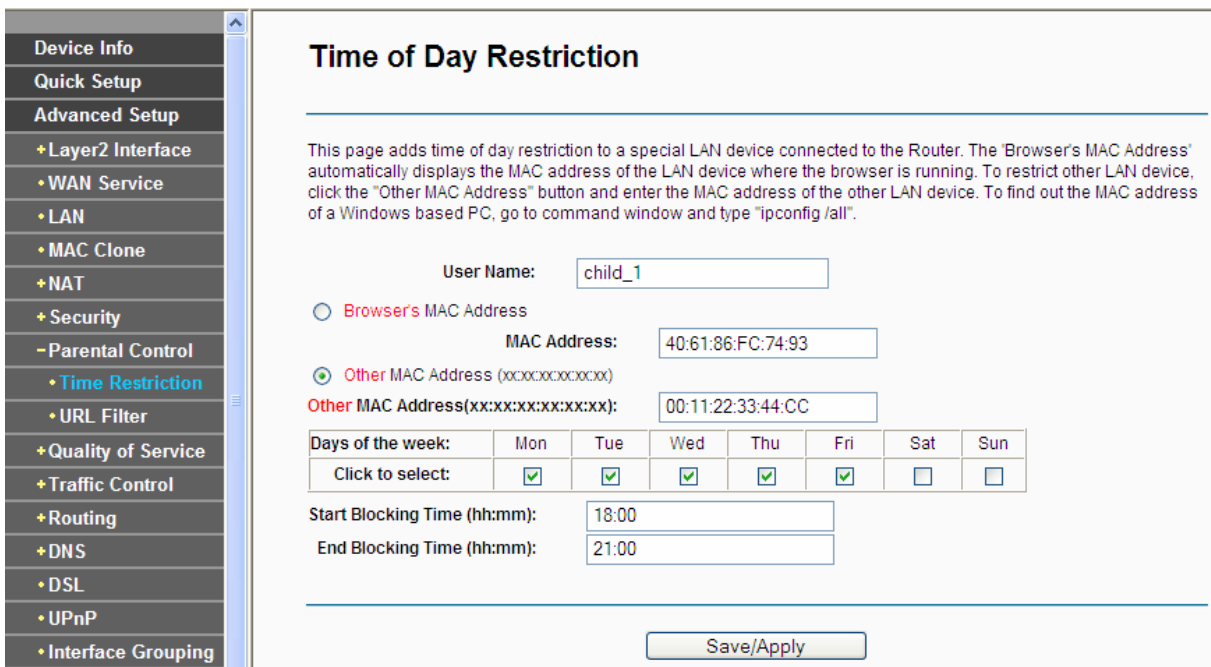 Device Info
Quick Setup
Advanced Setup
+Layer2 Interface
•WAN Service
•LAN
•MAC Clone
+NAT
+Security
-Parental Control
•Time Restriction
•URL Filter
+Quality of Service
+Traffic Control
+Routing
+DNS
•DSL
•UPnP
•Interface Grouping
Time of Day Restriction
This page adds time of day restriction to a special LAN device connected to the Router. The 'Browser's MAC Address'
automatically displays the MAC address of the LAN device where the browser is running. To restrict other LAN device,
click the "Other MAC Address" button and enter the MAC address of the other LAN device. To find out the MAC address
of a Windows based PC, go to command window and type "ipconfig /all".
User Name: child_1
Browser's MAC Address
MAC Address: 40:61:86:FC:74:93
Other MAC Address (xx:xx:xx:xx:xx:xx)
Other MAC Address(xx:xx:xx:xx:xx:xx): 00:11:22:33:44:CC
Days of the week: Mon Tue Wed Thu Fri Sat Sun
Click to select:
Start Blocking Time (hh:mm): 18:00
End Blocking Time (hh:mm): 21:00
Save/Apply